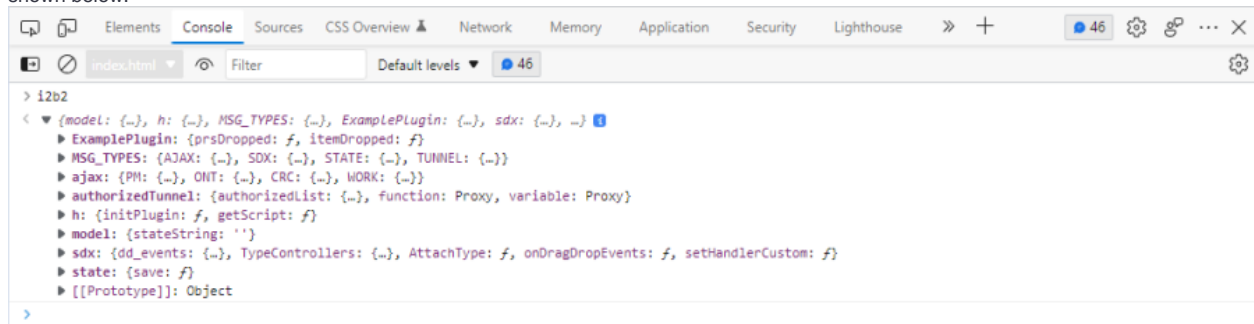 shown below.
Elements Console Sources CSS Overview Network Memory Application Security Lighthouse » + 46 ... ×
index.html ▼ Filter Default levels ▼ 46
> i2b2
< ▼ {model: {…}, h: {…}, MSG_TYPES: {…}, ExamplePlugin: {…}, sdx: {…}, …} i
▶ ExamplePlugin: {prsDropped: ƒ, itemDropped: ƒ}
▶ MSG_TYPES: {AJAX: {…}, SDX: {…}, STATE: {…}, TUNNEL: {…}}
▶ ajax: {PM: {…}, ONT: {…}, CRC: {…}, WORK: {…}}
▶ authorizedTunnel: {authorizedList: {…}, function: Proxy, variable: Proxy}
▶ h: {initPlugin: ƒ, getScript: ƒ}
▶ model: {stateString: ''}
▶ sdx: {dd_events: {…}, TypeControllers: {…}, AttachType: ƒ, onDragDropEvents: ƒ, setHandlerCustom: ƒ}
▶ state: {save: ƒ}
▶ [[Prototype]]: Object
>